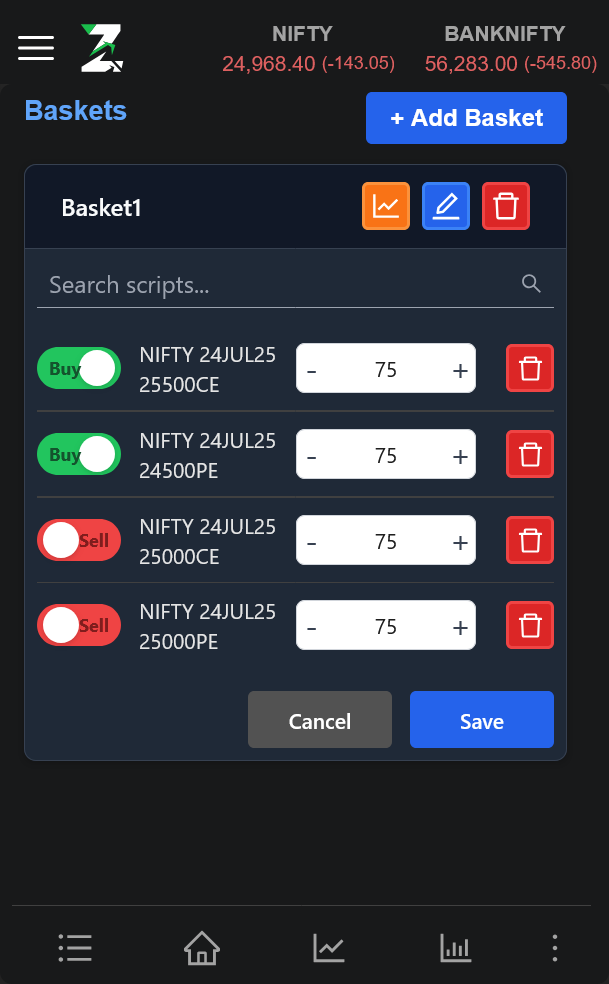 NIFTY
24,968.40 (-143.05)
BANKNIFTY
56,283.00 (-545.80)
Baskets
+ Add Basket
Basket1
Search scripts...
Buy
NIFTY 24JUL25
25500CE
- 75 +
Buy
NIFTY 24JUL25
24500PE
- 75 +
Sell
NIFTY 24JUL25
25000CE
- 75 +
Sell
NIFTY 24JUL25
25000PE
- 75 +
Cancel
Save